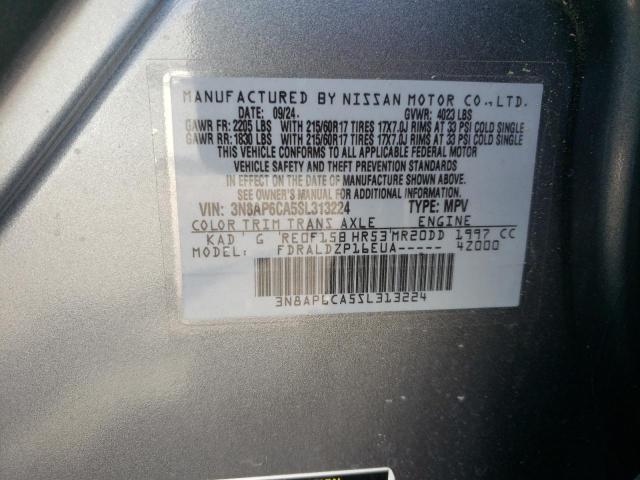 MANUFACTURED BY NISSAN MOTOR CO., LTD.
DATE: 09/24. GVWR: 4023 LBS
GAWR FR: 2205 LBS WITH 215/60R17 TIRES 17X7.0J RIMS AT 33 PSI COLD SINGLE
GAWR RR: 1830 LBS WITH 215/60R17 TIRES 17X7.0J RIMS AT 33 PSI COLD SINGLE
THIS VEHICLE CONFORMS TO ALL APPLICABLE FEDERAL MOTOR
VEHICLE SAFETY AND THEFT PREVENTION STANDARDS
IN EFFECT ON THE DATE OF MANUFACTURE SHOWN ABOVE.
SEE OWNER'S MANUAL FOR ADDITIONAL INFORMATION.
VIN: 3N8AP6CA5SL313224 TYPE: MPV
COLOR TRIM TRANS AXLE ENGINE
KAD ' G 'RE0F15B HR53'MR20DD 1997 CC
MODEL FDRALDZP16EUA----- 4Z000
3N8AP6CA5SL313224